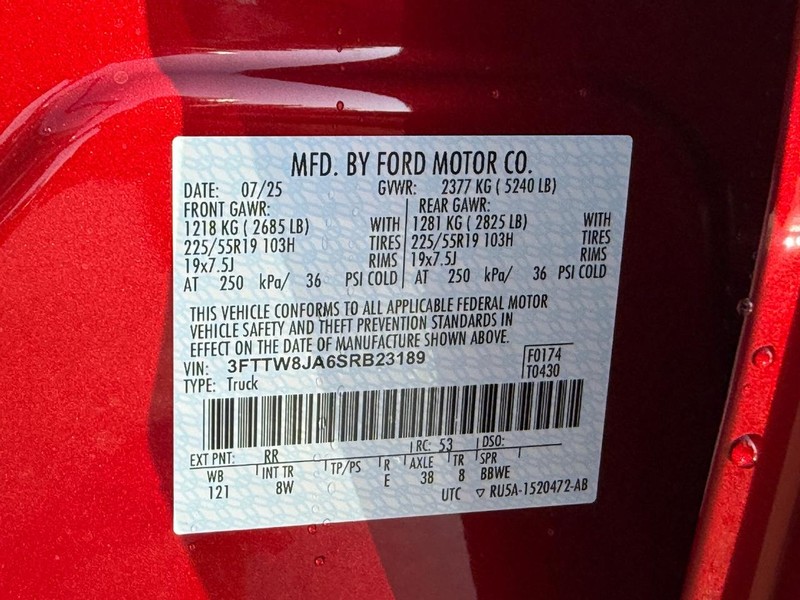 MFD. BY FORD MOTOR CO.
DATE: 07/25 GVWR: 2377 KG ( 5240 LB)
FRONT GAWR: REAR GAWR:
1218 KG ( 2685 LB) WITH 1281 KG ( 2825 LB) WITH
225/55R19 103H TIRES 225/55R19 103H TIRES
19x7.5J RIMS 19x7.5J RIMS
AT 250 kPa/ 36 PSI COLD AT 250 kPa/ 36 PSI COLD
THIS VEHICLE CONFORMS TO ALL APPLICABLE FEDERAL MOTOR
VEHICLE SAFETY AND THEFT PREVENTION STANDARDS IN
EFFECT ON THE DATE OF MANUFACTURE SHOWN ABOVE.
VIN: 3FTTW8JA6SRB23189 F0174
TYPE: Truck T0430
EXT PNT: RR RC: 53 DSO:
WB INT TR TP/PS R AXLE TR SPR
121 8W E 38 8 BBWE
UTC ▽ RU5A-1520472-AB